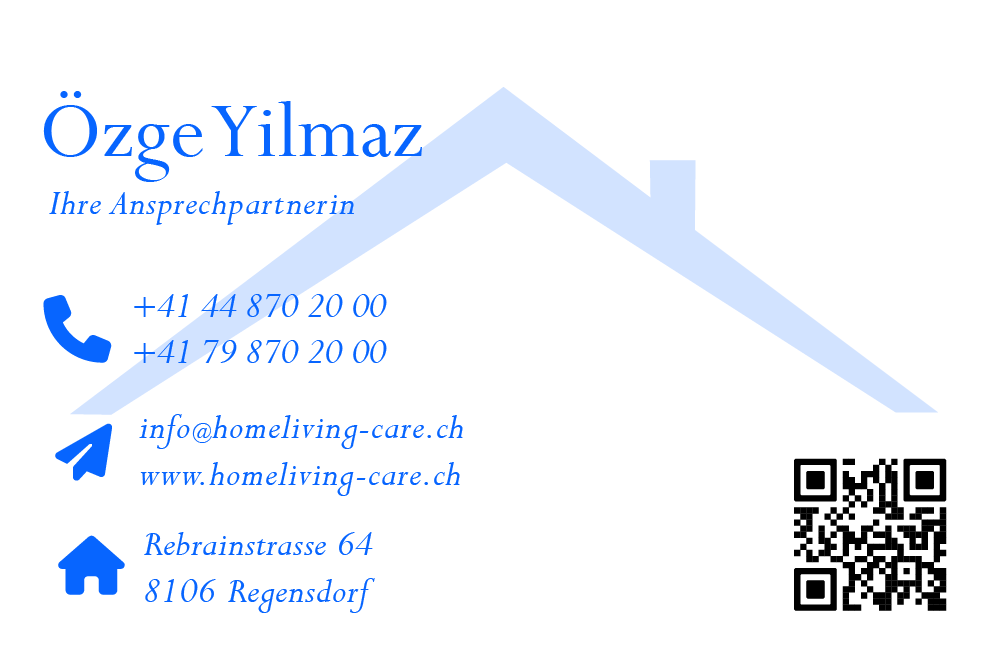 Özge Yilmaz
Ihre Ansprechpartnerin
+41 44 870 20 00
+41 79 870 20 00
info@homeliving-care.ch
www.homeliving-care.ch
Rebrainstrasse 64
8106 Regensdorf